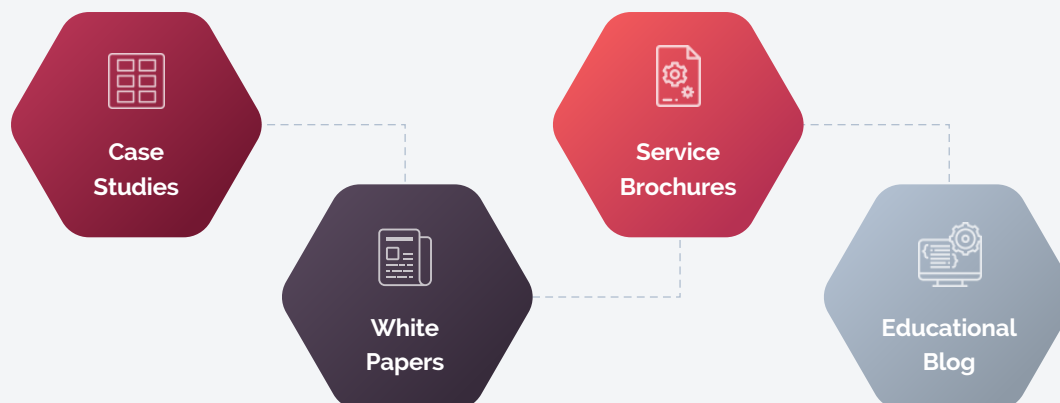 Case
Studies
White
Papers
Service
Brochures
Educational
Blog